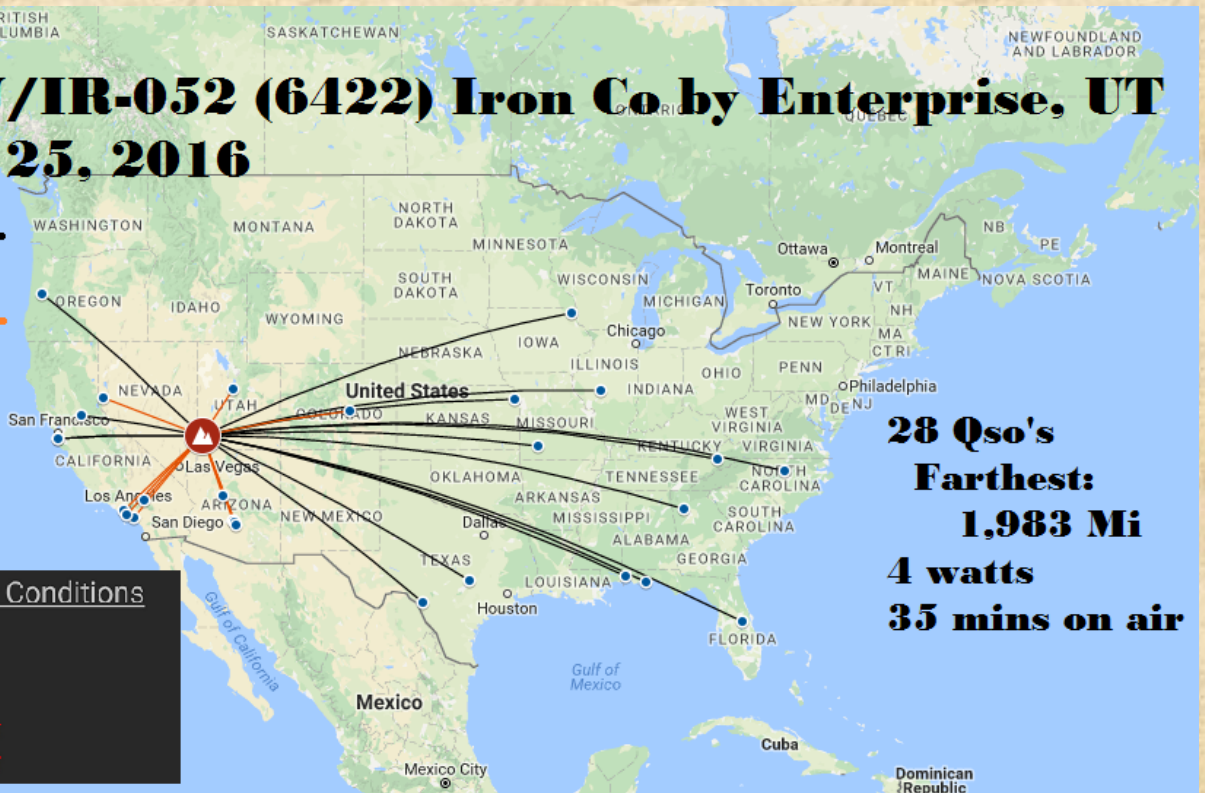 RITISH
LUMBIA
SASKATCHEWAN
NEWFOUNDLAND
AND LABRADOR
/IR-052 (6422) Iron Co by Enterprise, UT
25, 2016
ONTARIO
QUEBEC
WASHINGTON
MONTANA
NORTH
DAKOTA
MINNESOTA
Ottawa
Montreal
NB
PE
MAINE
NOVA SCOTIA
OREGON
IDAHO
SOUTH
DAKOTA
WISCONSIN
MICHIGAN
Toronto
VT
NH
WYOMING
NEW YORK
MA
CT
RI
Chicago
NEBRASKA
IOWA
ILLINOIS
INDIANA
OHIO
PENN
Philadelphia
MD
DE
NJ
NEVADA
UTAH
United States
COLORADO
KANSAS
MISSOURI
WEST
VIRGINIA
San Francisco
KENTUCKY
VIRGINIA
CALIFORNIA
Las Vegas
OKLAHOMA
TENNESSEE
NORTH
CAROLINA
Los Angeles
ARIZONA
NEW MEXICO
ARKANSAS
San Diego
Dallas
MISSISSIPPI
SOUTH
CAROLINA
ALABAMA
TEXAS
GEORGIA
LOUISIANA
Houston
FLORIDA
28 Qso's
Farthest:
1,983 Mi
4 watts
35 mins on air
Conditions
Gulf of California
Gulf of
Mexico
Mexico
Cuba
Mexico City
Dominican
Republic